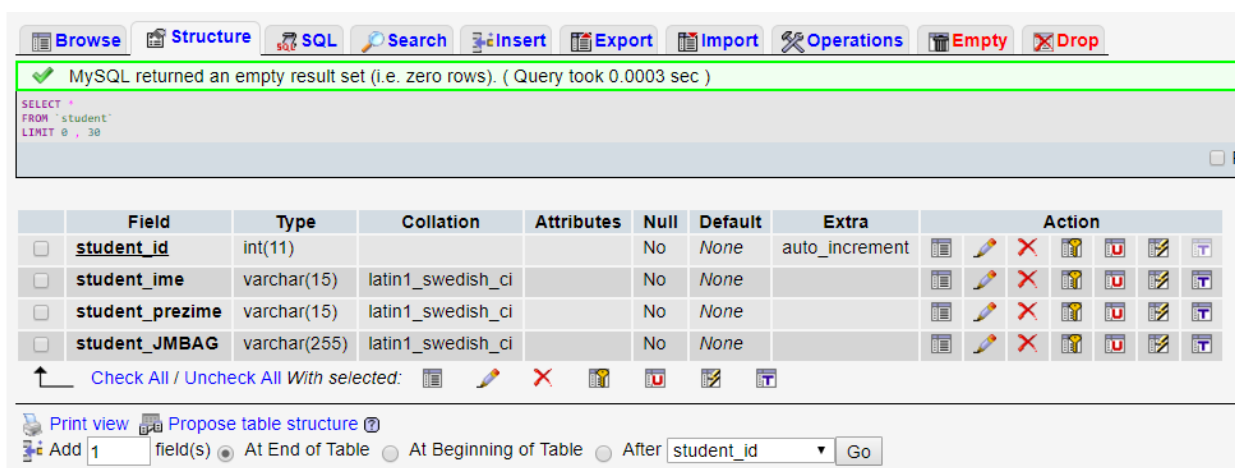 Browse Structure SQL Search Insert Export Import Operations Empty Drop
MySQL returned an empty result set (i.e. zero rows). ( Query took 0.0003 sec )
SELECT *
FROM `student`
LIMIT 0 , 30
Field Type Collation Attributes Null Default Extra Action
student_id int(11) No None auto_increment
student_ime varchar(15) latin1_swedish_ci No None
student_prezime varchar(15) latin1_swedish_ci No None
student_JMBAG varchar(255) latin1_swedish_ci No None
Check All / Uncheck All With selected:
Print view Propose table structure
Add 1 field(s) At End of Table At Beginning of Table After student_id Go